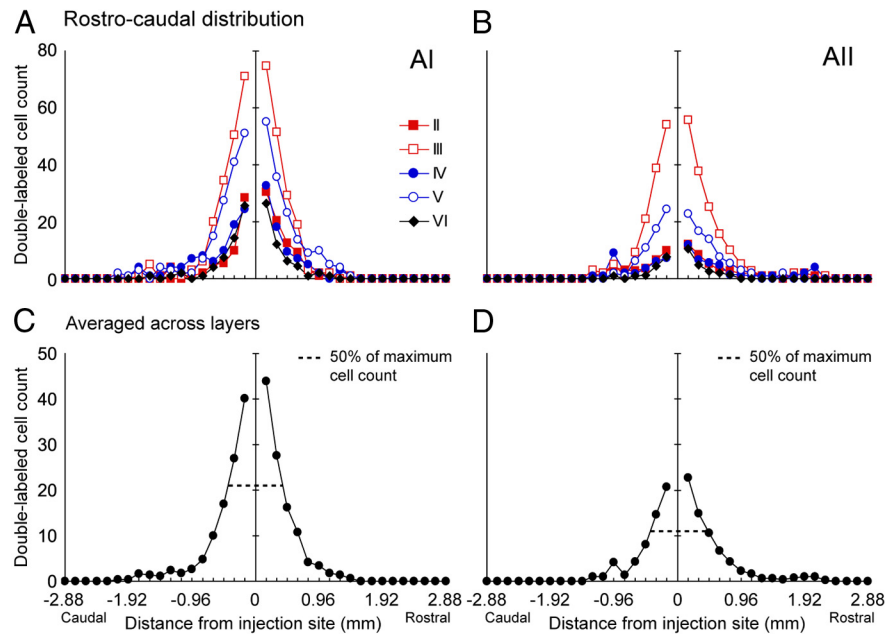 A Rostro-caudal distribution B
AI
AII
Double-labeled cell count
80
60
40
20
0
II
III
IV
V
VI
C Averaged across layers D
Double-labeled cell count
50
40
30
20
10
0
50% of maximum
cell count
50% of maximum
cell count
-2.88 -1.92 -0.96 0 0.96 1.92 2.88
Caudal Distance from injection site (mm) Rostral
-2.88 -1.92 -0.96 0 0.96 1.92 2.88
Caudal Distance from injection site (mm) Rostral